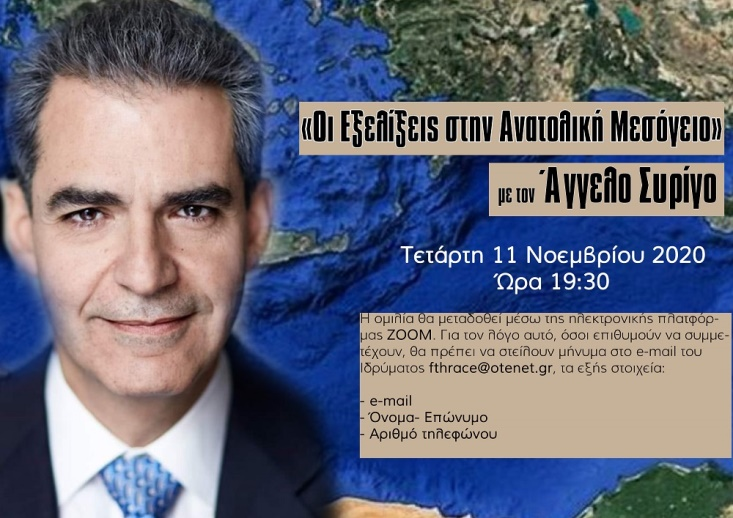 «Οι Εξελίξεις στην Ανατολική Μεσόγειο»
με τον Άγγελο Συρίγο
Τετάρτη 11 Νοεμβρίου 2020
Ώρα 19:30
Η ομιλία θα μεταδοθεί μέσω της ηλεκτρονικής πλατφόρ-
μας ZOOM. Για τον λόγο αυτό, όσοι επιθυμούν να συμμε-
τέχουν, θα πρέπει να στείλουν μήνυμα στο e-mail του
Ιδρύματος fthrace@otenet.gr, τα εξής στοιχεία:
- e-mail
- Όνομα- Επώνυμο
- Αριθμό τηλεφώνου